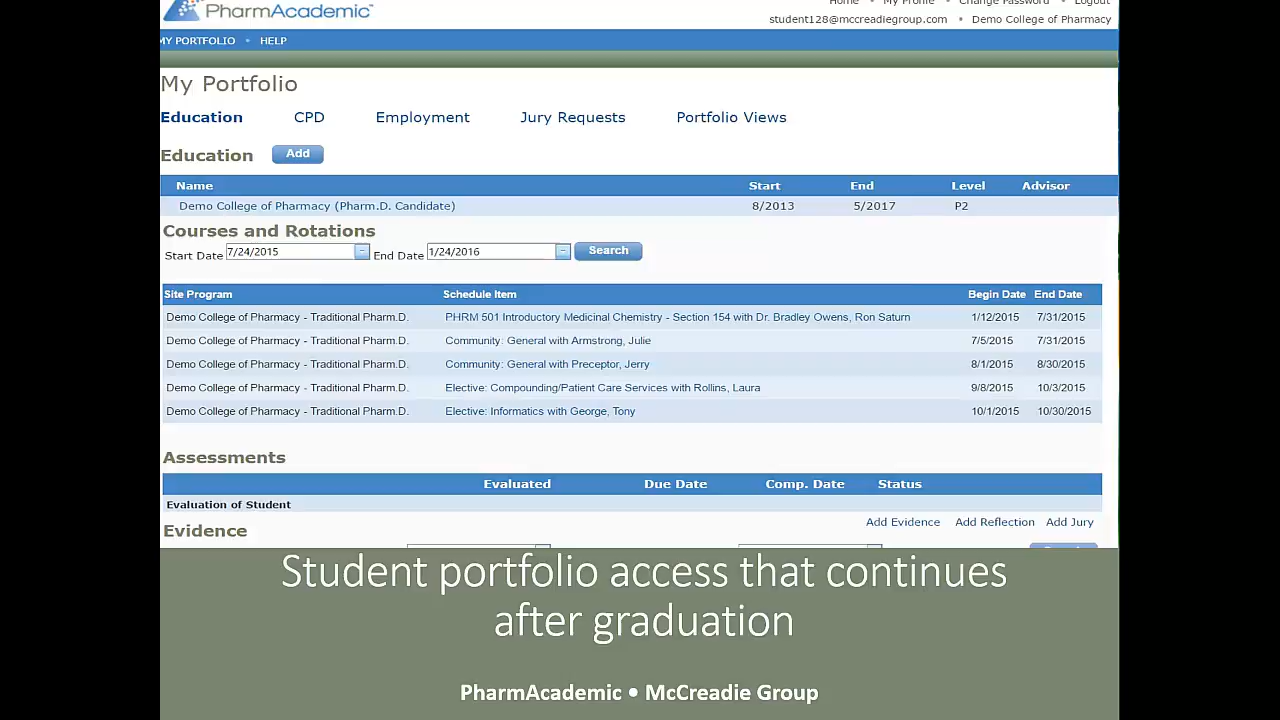 PharmAcademic
Home • My Profile • Change Password • Logout
student128@mccreadiegroup.com • Demo College of Pharmacy
MY PORTFOLIO • HELP
My Portfolio
Education CPD Employment Jury Requests Portfolio Views
Education Add
Name Start End Level Advisor
Demo College of Pharmacy (Pharm.D. Candidate) 8/2013 5/2017 P2
Courses and Rotations
Start Date 7/24/2015 End Date 1/24/2016 Search
Site Program Schedule Item Begin Date End Date
Demo College of Pharmacy - Traditional Pharm.D. PHRM 501 Introductory Medicinal Chemistry - Section 154 with Dr. Bradley Owens, Ron Saturn 1/12/2015 7/31/2015
Demo College of Pharmacy - Traditional Pharm.D. Community: General with Armstrong, Julie 7/5/2015 7/31/2015
Demo College of Pharmacy - Traditional Pharm.D. Community: General with Preceptor, Jerry 8/1/2015 8/30/2015
Demo College of Pharmacy - Traditional Pharm.D. Elective: Compounding/Patient Care Services with Rollins, Laura 9/8/2015 10/3/2015
Demo College of Pharmacy - Traditional Pharm.D. Elective: Informatics with George, Tony 10/1/2015 10/30/2015
Assessments
Evaluated Due Date Comp. Date Status
Evaluation of Student
Add Evidence Add Reflection Add Jury
Evidence
Student portfolio access that continues
after graduation
PharmAcademic • McCreadie Group